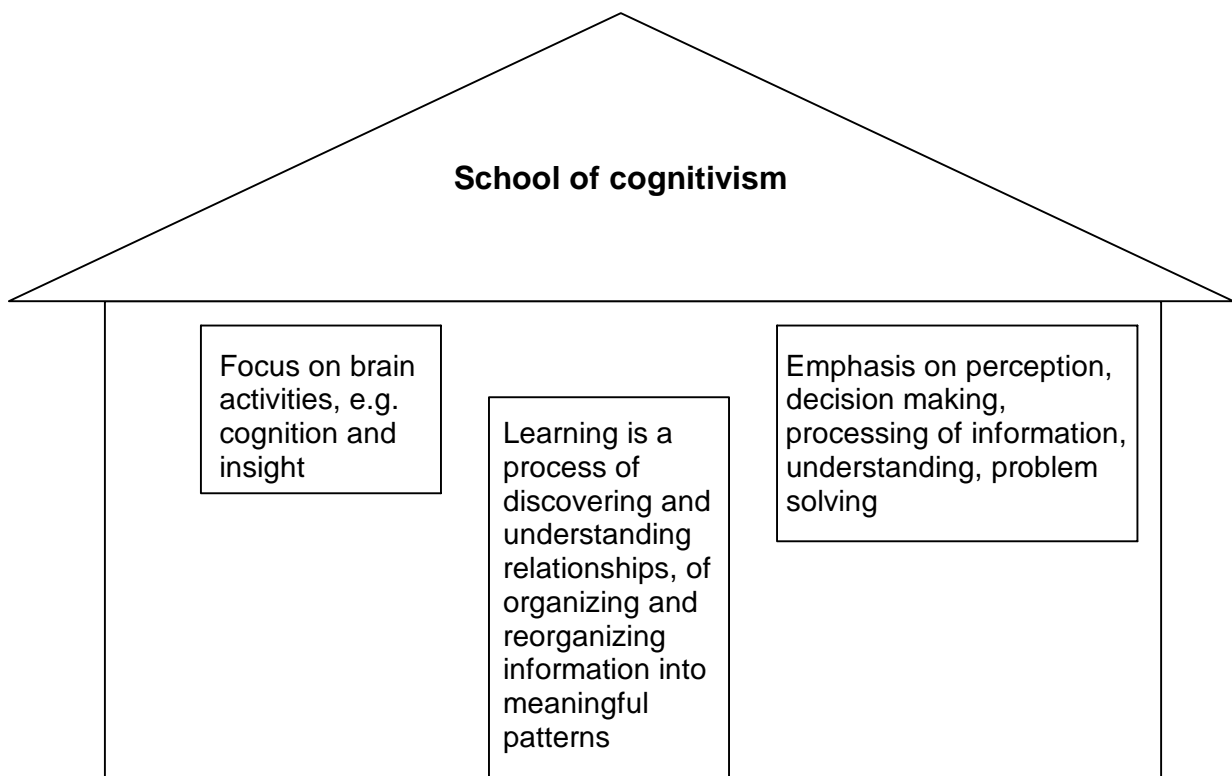 School of cognitivism
Focus on brain
activities, e.g.
cognition and
insight
Learning is a
process of
discovering and
understanding
relationships, of
organizing and
reorganizing
information into
meaningful
patterns
Emphasis on perception,
decision making,
processing of information,
understanding, problem
solving